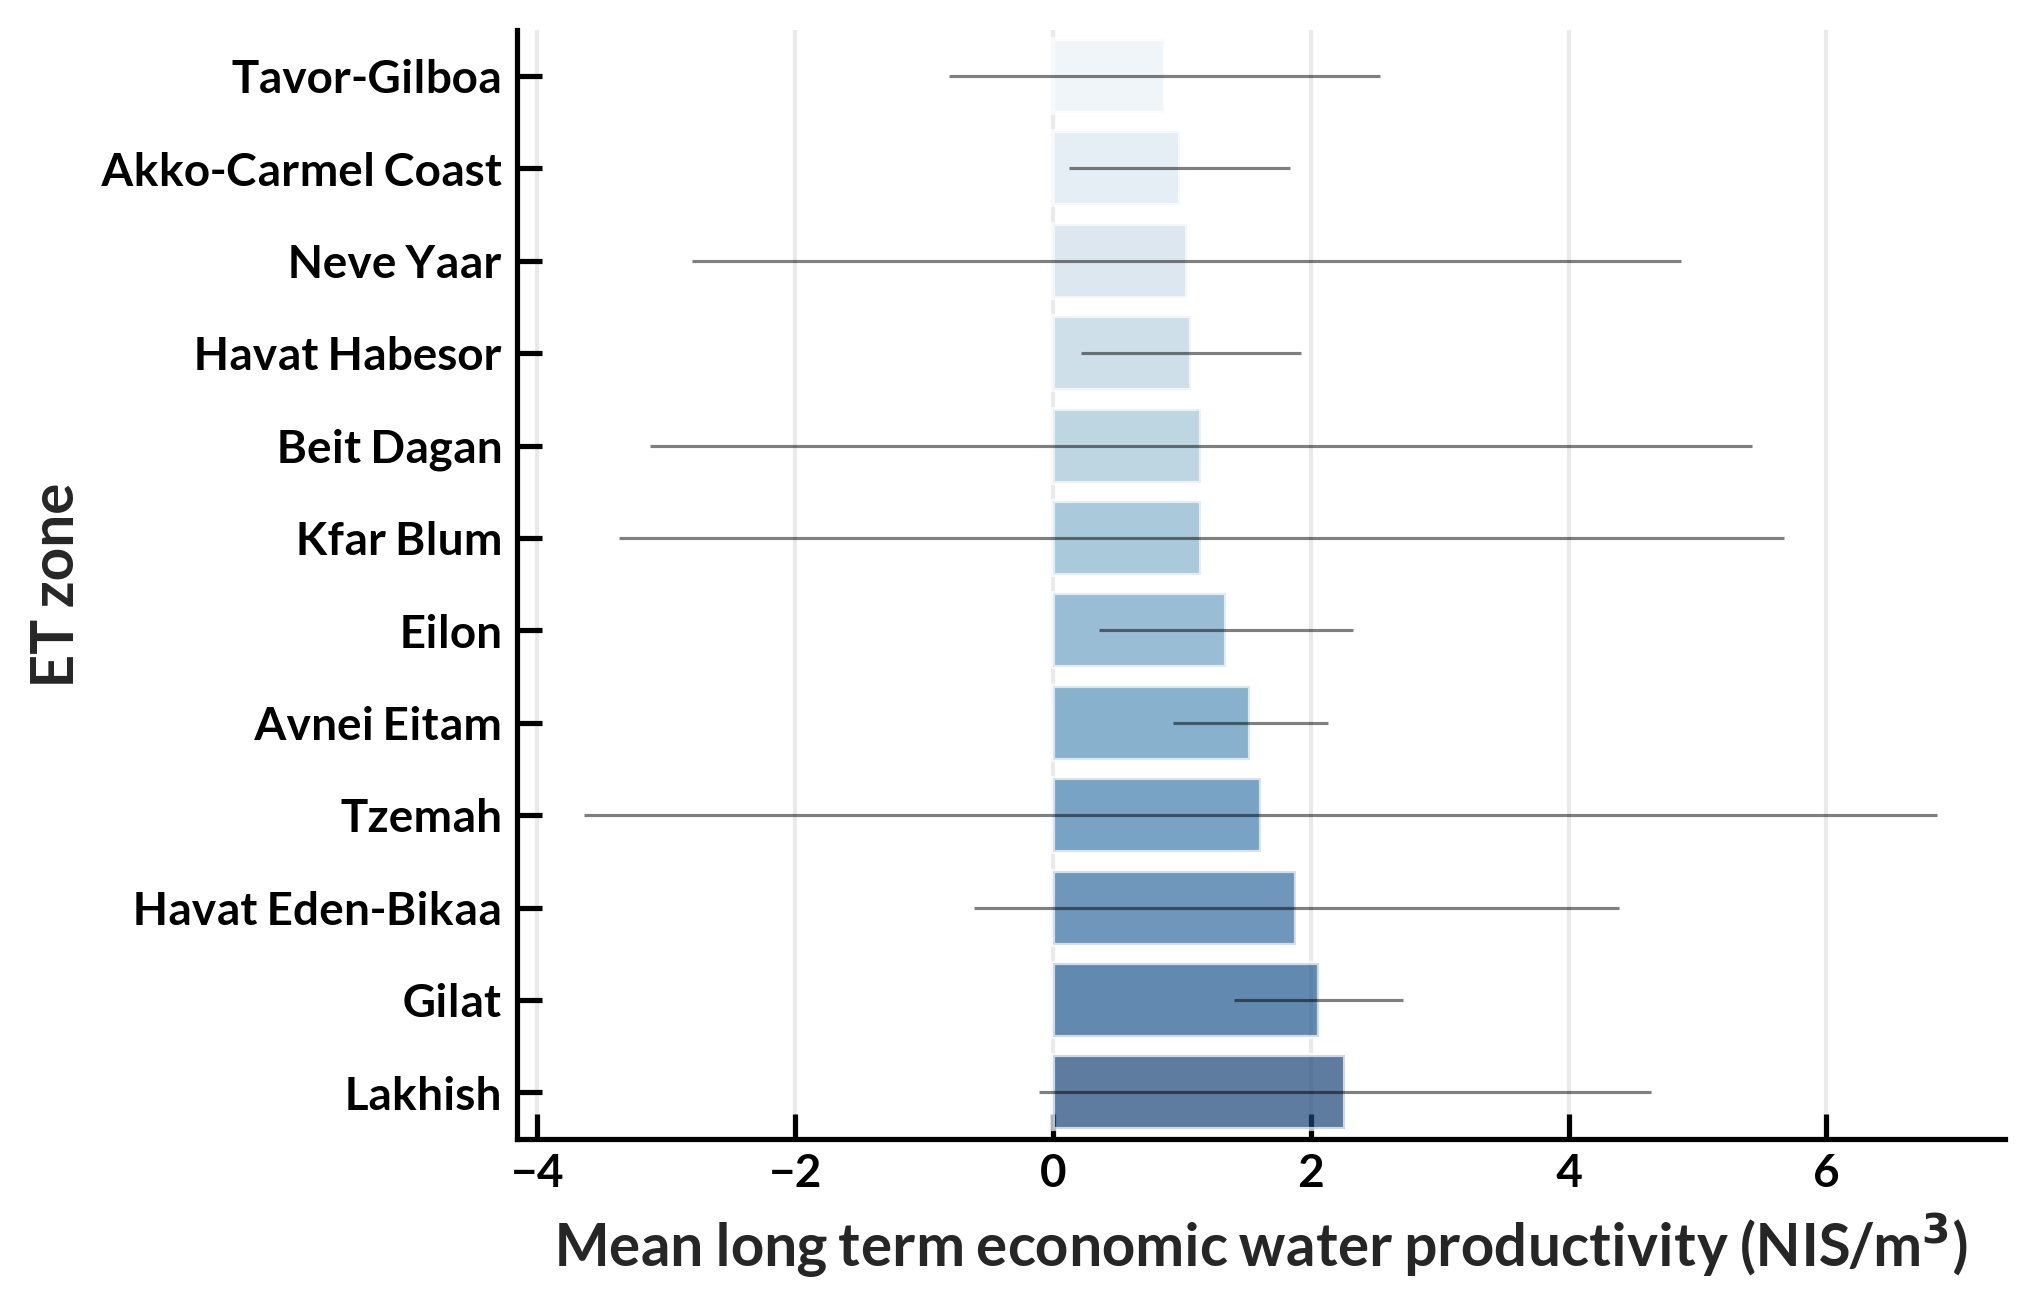 Tavor-Gilboa
Akko-Carmel Coast
Neve Yaar
Havat Habesor
Beit Dagan
Kfar Blum
Eilon
Avnei Eitam
Tzemah
Havat Eden-Bikaa
Gilat
Lakhish
ET zone
−4 −2 0 2 4 6
Mean long term economic water productivity (NIS/m³)